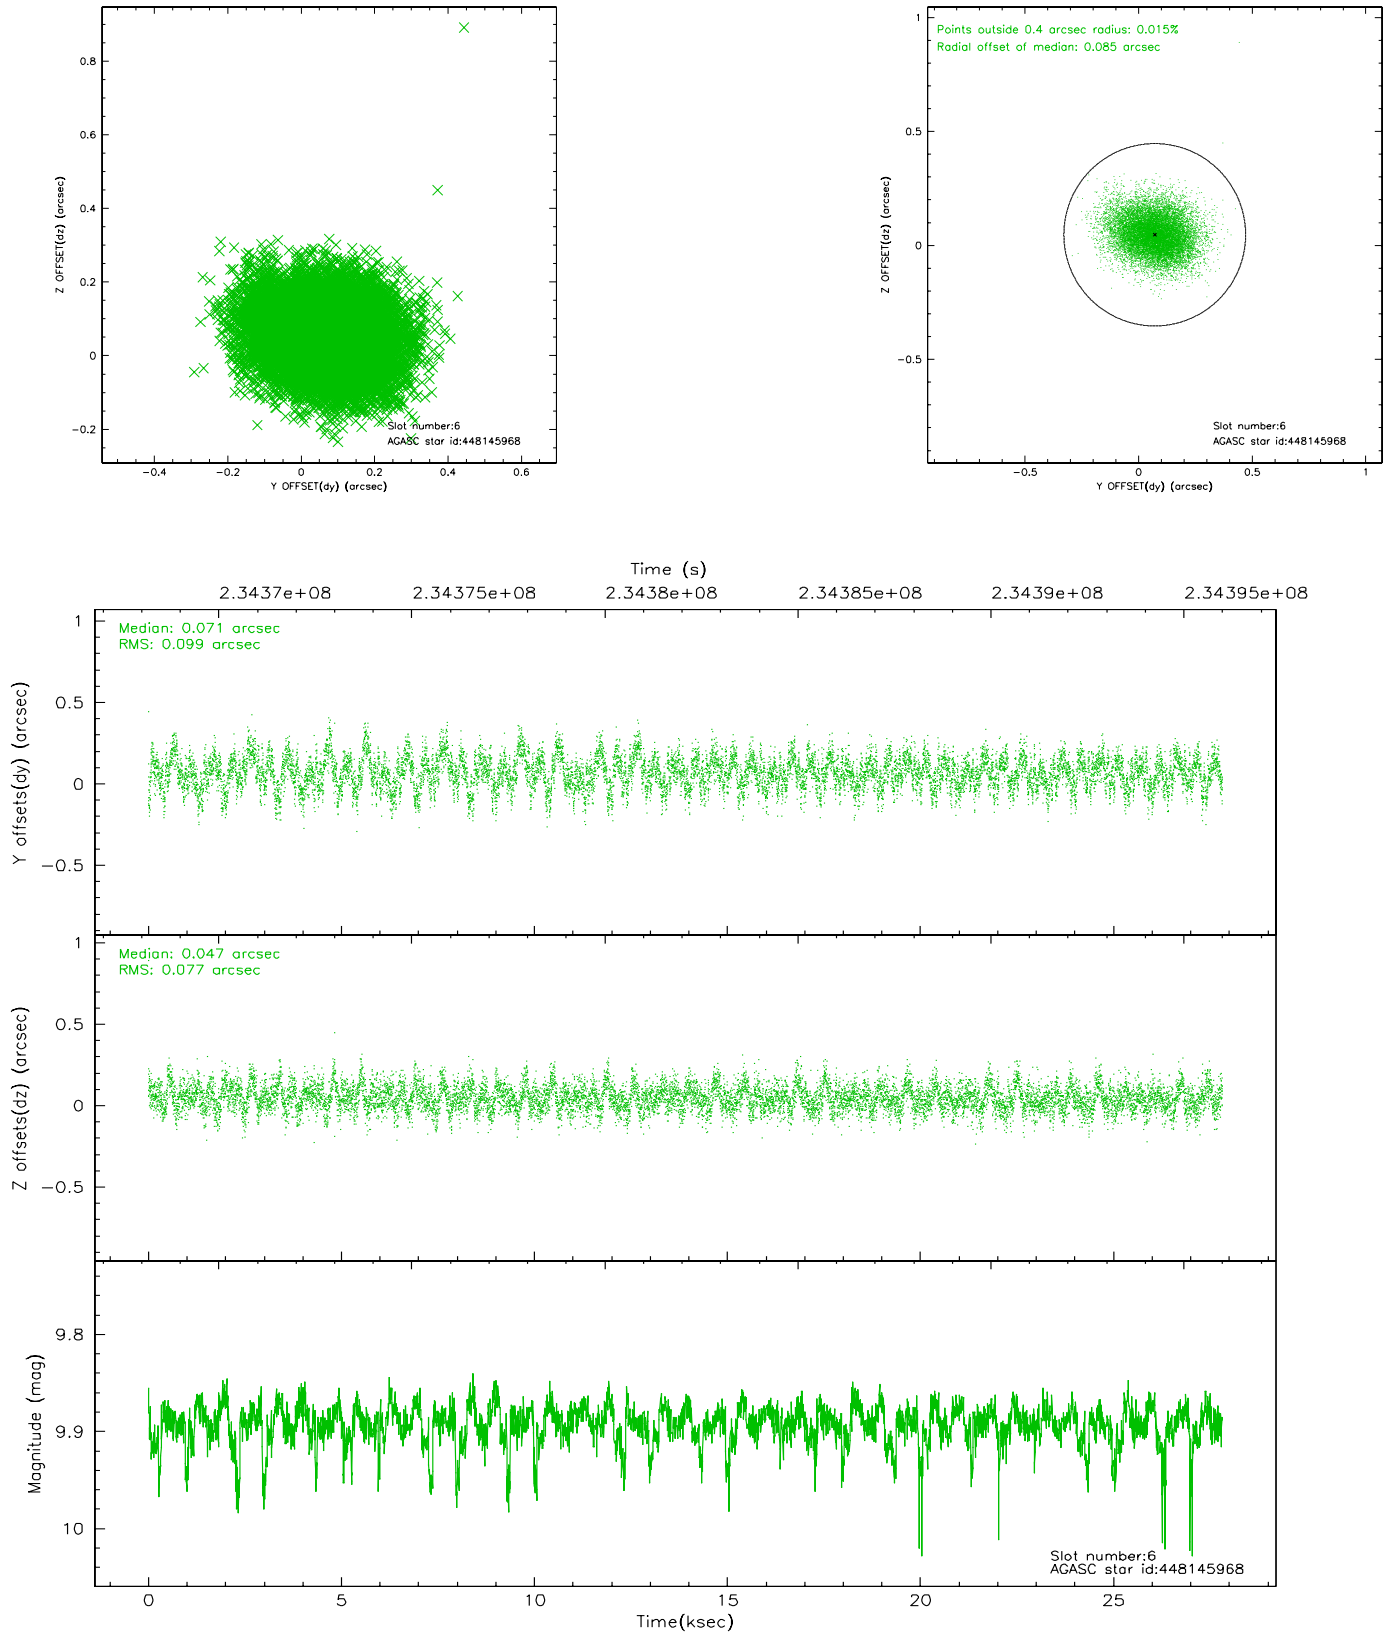 0.8
0.6
0.4
0.2
0
−0.2
Z OFFSET(dz) (arcsec)
−0.4 −0.2 0 0.2 0.4 0.6
Y OFFSET(dy) (arcsec)
Slot number:6
AGASC star id:448145968
Points outside 0.4 arcsec radius: 0.015%
Radial offset of median: 0.085 arcsec
1
0.5
0
−0.5
Z OFFSET(dz) (arcsec)
−0.5 0 0.5 1
Y OFFSET(dy) (arcsec)
Slot number:6
AGASC star id:448145968
Time (s)
2.3437e+08 2.34375e+08 2.3438e+08 2.34385e+08 2.3439e+08 2.34395e+08
Median: 0.071 arcsec
RMS: 0.099 arcsec
1
0.5
0
−0.5
Y offsets(dy) (arcsec)
Median: 0.047 arcsec
RMS: 0.077 arcsec
1
0.5
0
−0.5
Z offsets(dz) (arcsec)
9.8
9.9
10
Magnitude (mag)
Slot number:6
AGASC star id:448145968
0 5 10 15 20 25
Time(ksec)